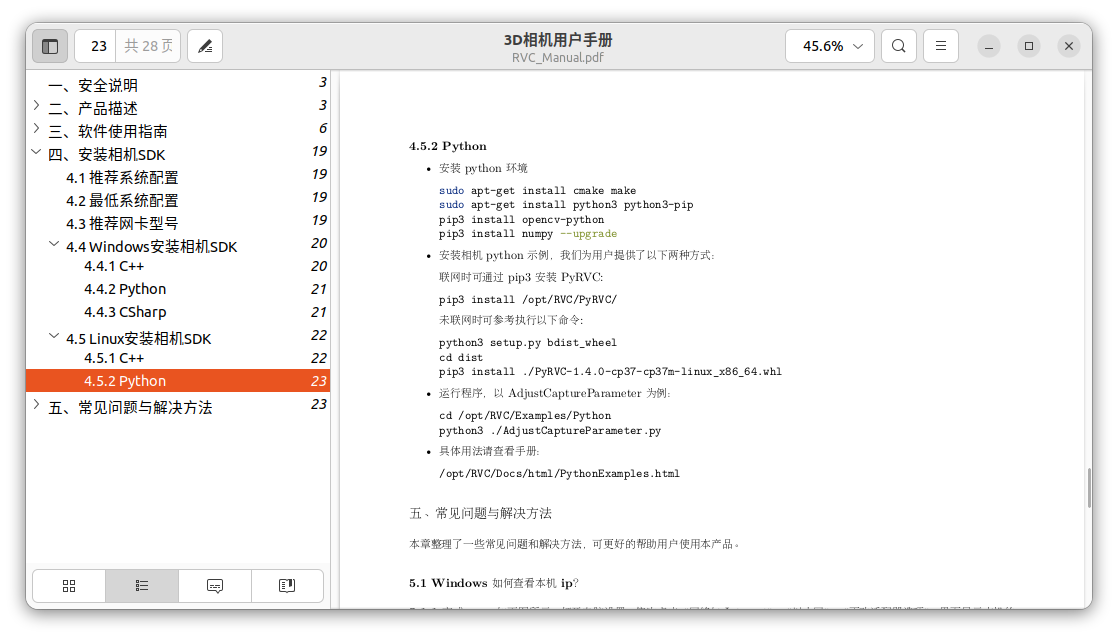 23
共 28 页
3D相机用户手册
RVC_Manual.pdf
45.6%
一、安全说明 3
二、产品描述 3
三、软件使用指南 6
四、安装相机SDK 19
4.1 推荐系统配置 19
4.2 最低系统配置 19
4.3 推荐网卡型号 19
4.4 Windows安装相机SDK 20
4.4.1 C++ 20
4.4.2 Python 21
4.4.3 CSharp 21
4.5 Linux安装相机SDK 22
4.5.1 C++ 22
4.5.2 Python 23
五、常见问题与解决方法 23
4.5.2 Python
• 安装 python 环境
sudo apt-get install cmake make
sudo apt-get install python3 python3-pip
pip3 install opencv-python
pip3 install numpy --upgrade
• 安装相机 python 示例，我们为用户提供了以下两种方式：
联网时可通过 pip3 安装 PyRVC:
pip3 install /opt/RVC/PyRVC/
未联网时可参考执行以下命令：
python3 setup.py bdist_wheel
cd dist
pip3 install ./PyRVC-1.4.0-cp37-cp37m-linux_x86_64.whl
• 运行程序，以 AdjustCaptureParameter 为例：
cd /opt/RVC/Examples/Python
python3 ./AdjustCaptureParameter.py
• 具体用法请查看手册：
/opt/RVC/Docs/html/PythonExamples.html
五、常见问题与解决方法
本章整理了一些常见问题和解决方法，可更好的帮助用户使用本产品。
5.1 Windows 如何查看本机 ip?